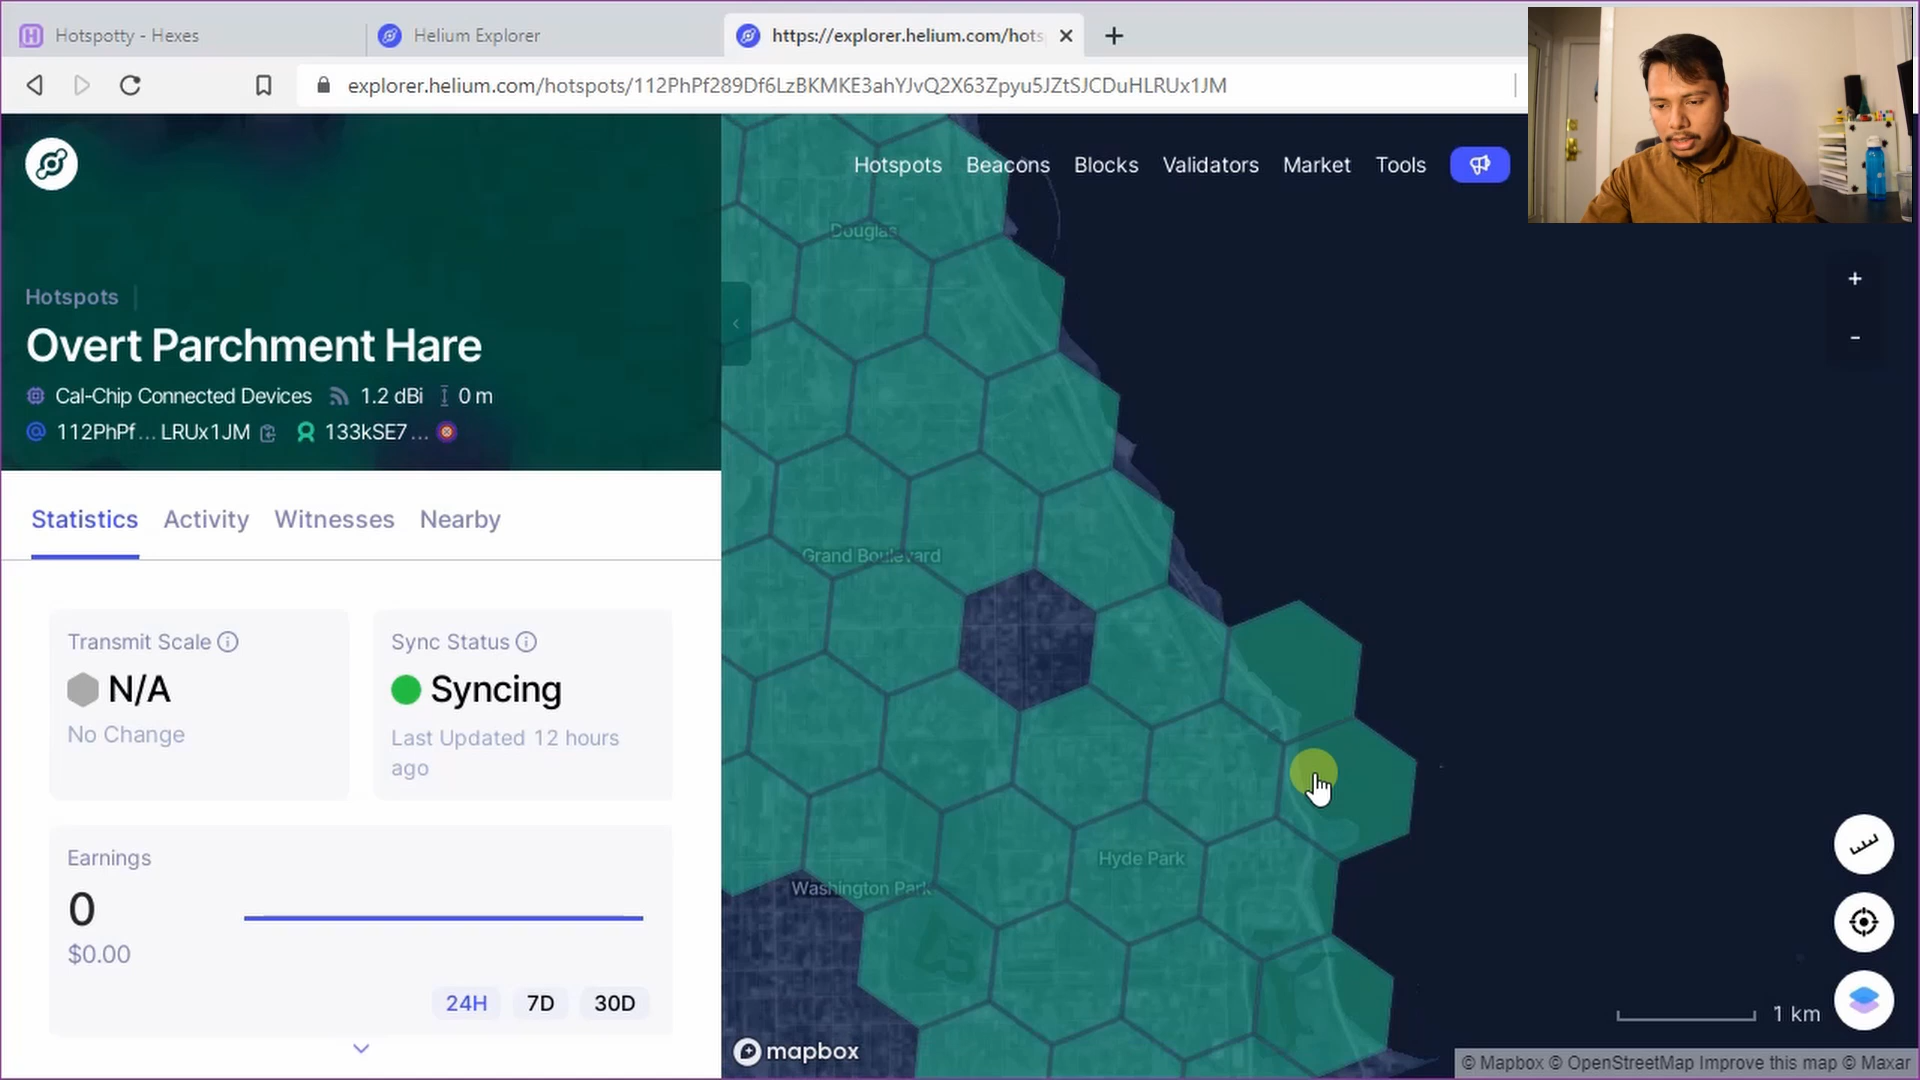 Hotspotty - Hexes
Helium Explorer
https://explorer.helium.com/hots
explorer.helium.com/hotspots/112PhPf289Df6LzBKMKE3ahYJvQ2X63Zpyu5JZtSJCDuHLRUx1JM
Hotspots Beacons Blocks Validators Market Tools
Hotspots
Overt Parchment Hare
Cal-Chip Connected Devices 1.2 dBi 0 m
112PhPf... LRUx1JM 133kSE7...
Statistics Activity Witnesses Nearby
Transmit Scale
N/A
No Change
Sync Status
Syncing
Last Updated 12 hours
ago
Earnings
0
$0.00
24H 7D 30D
Douglas
Grand Boulevard
Hyde Park
Washington Park
1 km
mapbox
© Mapbox © OpenStreetMap Improve this map © Maxar